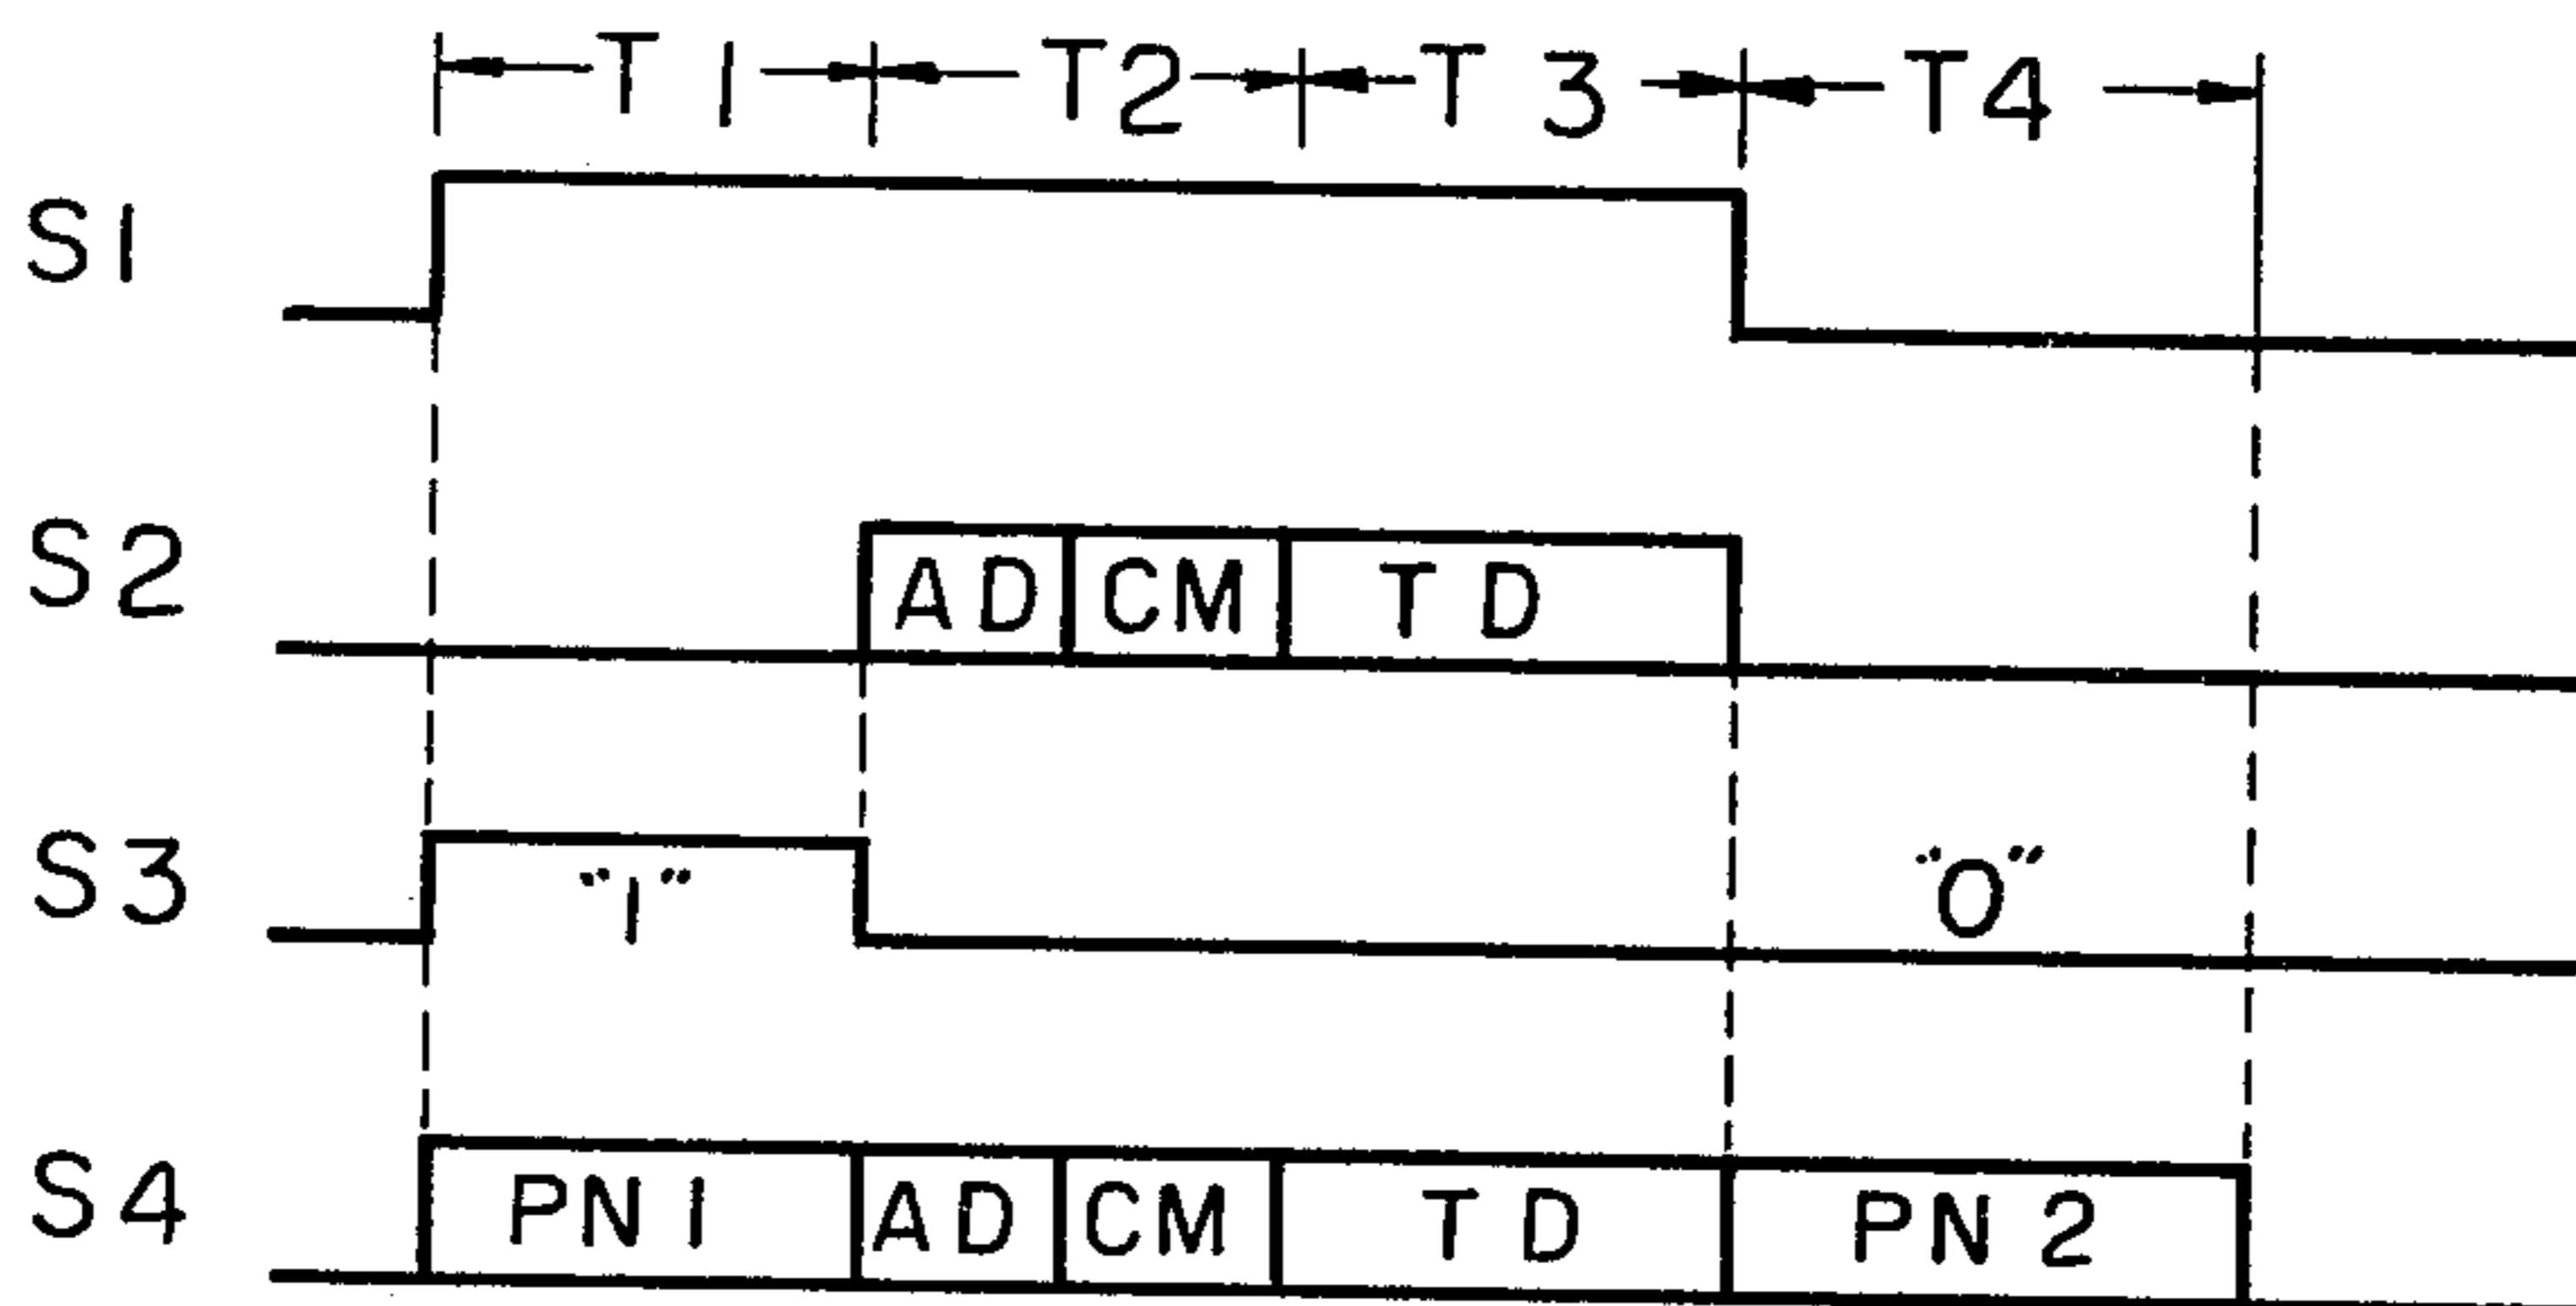 T1 T2 T3 T4
S1
S2 AD CM TD
S3 "1" "0"
S4 PN1 AD CM TD PN2